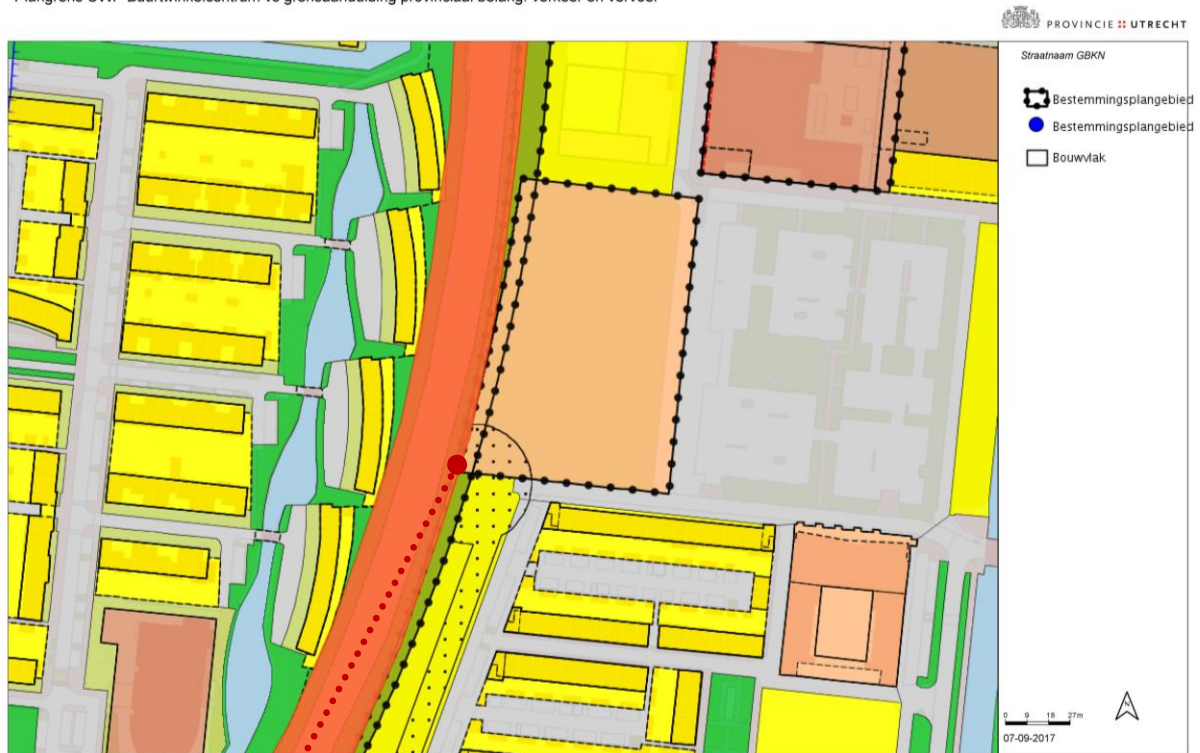 PROVINCIE :: UTRECHT
Straatnaam GBKN
Bestemmingsplangebied
Bestemmingsplangebied
Bouwvlak
N
0 9 18 27m
07-09-2017